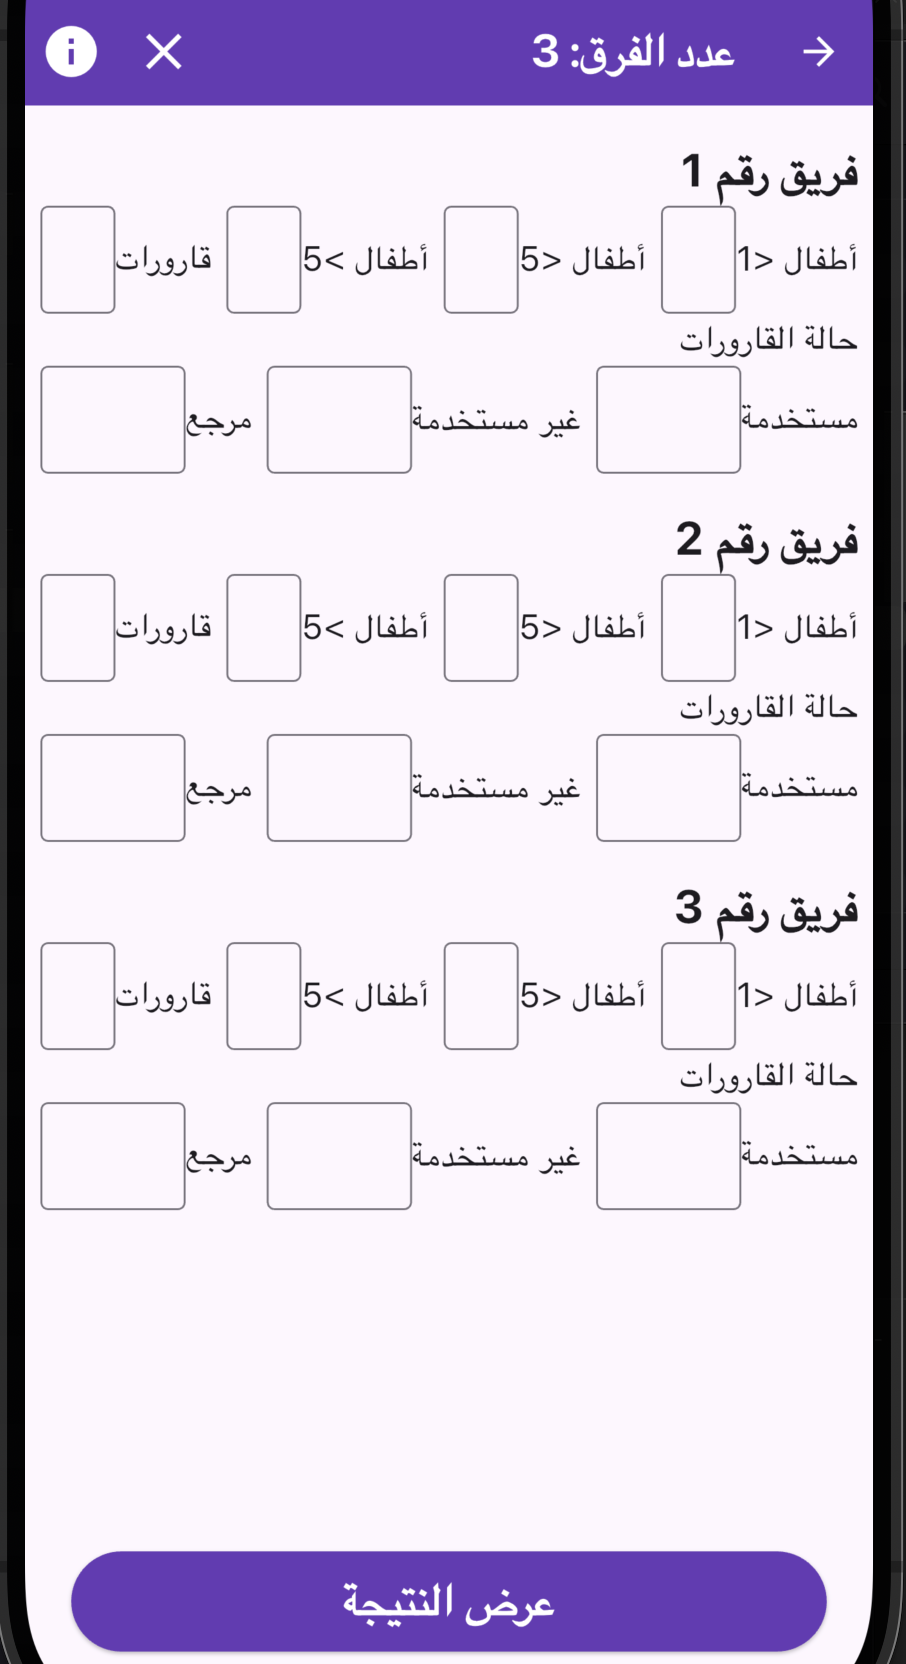 عدد الفرق: 3
فريق رقم 1
أطفال <1 أطفال <5 أطفال >5 قارورات
حالة القارورات
مستخدمة غير مستخدمة مرجع
فريق رقم 2
أطفال <1 أطفال <5 أطفال >5 قارورات
حالة القارورات
مستخدمة غير مستخدمة مرجع
فريق رقم 3
أطفال <1 أطفال <5 أطفال >5 قارورات
حالة القارورات
مستخدمة غير مستخدمة مرجع
عرض النتيجة